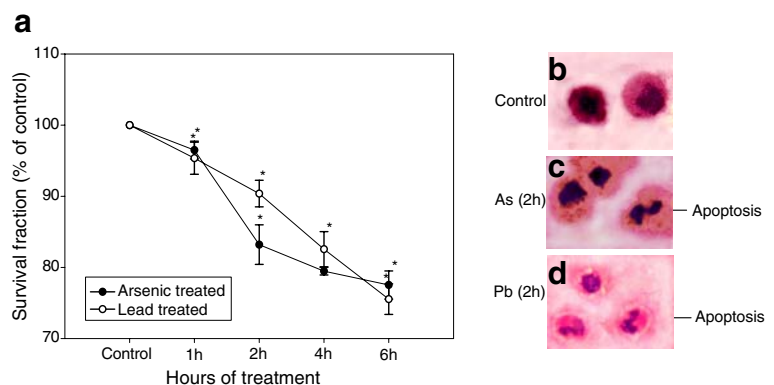 a
Survival fraction (% of control)
110
100
90
80
70
* *
*
*
*
* *
Arsenic treated
Lead treated
Control 1h 2h 4h 6h
Hours of treatment
b
Control
c
As (2h)
Apoptosis
d
Pb (2h)
Apoptosis